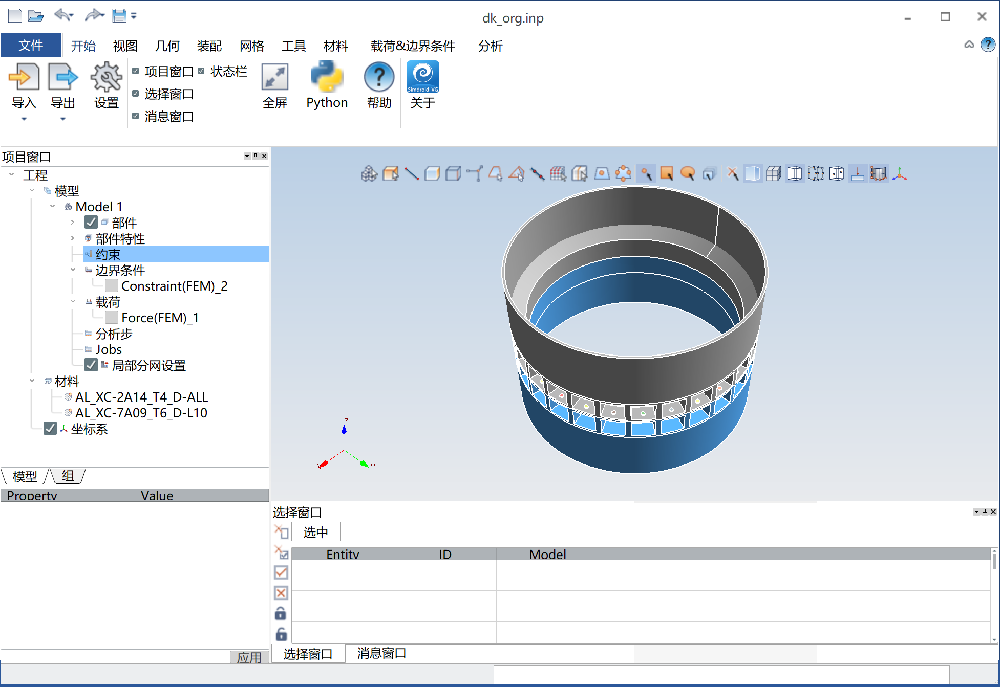 dk_org.inp
文件 开始 视图 几何 装配 网格 工具 材料 载荷&边界条件 分析
导入 导出 设置 项目窗口 状态栏 选择窗口 消息窗口 全屏 Python 帮助 Simdroid VG 关于
项目窗口
工程
模型
Model 1
部件
部件特性
约束
边界条件
Constraint(FEM)_2
载荷
Force(FEM)_1
分析步
Jobs
局部分网设置
材料
AL_XC-2A14_T4_D-ALL
AL_XC-7A09_T6_D-L10
坐标系
模型 组
Property Value
应用
Z
X Y
选择窗口
选中
Entity ID Model
选择窗口 消息窗口